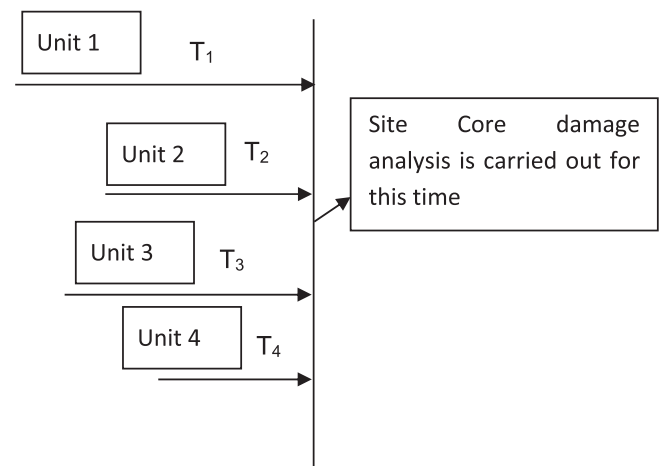 Unit 1
T₁
Unit 2
T₂
Site Core damage
analysis is carried out for
this time
Unit 3
T₃
Unit 4
T₄